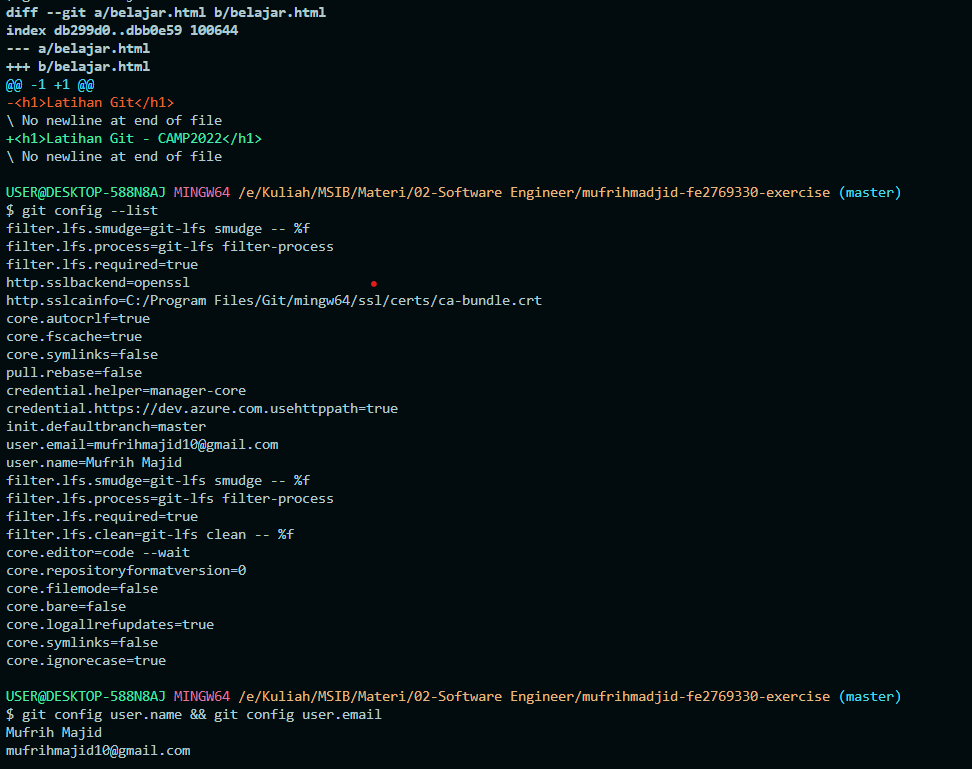 diff --git a/belajar.html b/belajar.html
index db299d0..dbb0e59 100644
--- a/belajar.html
+++ b/belajar.html
@@ -1 +1 @@
-<h1>Latihan Git</h1>
\ No newline at end of file
+<h1>Latihan Git - CAMP2022</h1>
\ No newline at end of file
USER@DESKTOP-588N8AJ MINGW64 /e/Kuliah/MSIB/Materi/02-Software Engineer/mufrihmadjid-fe2769330-exercise (master)
$ git config --list
filter.lfs.smudge=git-lfs smudge -- %f
filter.lfs.process=git-lfs filter-process
filter.lfs.required=true
http.sslbackend=openssl
http.sslcainfo=C:/Program Files/Git/mingw64/ssl/certs/ca-bundle.crt
core.autocrlf=true
core.fscache=true
core.symlinks=false
pull.rebase=false
credential.helper=manager-core
credential.https://dev.azure.com.usehttppath=true
init.defaultbranch=master
user.email=mufrihmajid10@gmail.com
user.name=Mufrih Majid
filter.lfs.smudge=git-lfs smudge -- %f
filter.lfs.process=git-lfs filter-process
filter.lfs.required=true
filter.lfs.clean=git-lfs clean -- %f
core.editor=code --wait
core.repositoryformatversion=0
core.filemode=false
core.bare=false
core.logallrefupdates=true
core.symlinks=false
core.ignorecase=true
USER@DESKTOP-588N8AJ MINGW64 /e/Kuliah/MSIB/Materi/02-Software Engineer/mufrihmadjid-fe2769330-exercise (master)
$ git config user.name && git config user.email
Mufrih Majid
mufrihmajid10@gmail.com